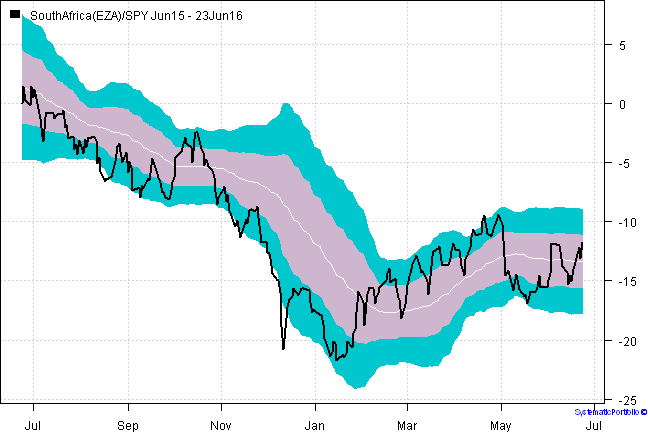 SouthAfrica(EZA)/SPY Jun15 - 23Jun16
5
0
-5
-10
-15
-20
-25
SystematicPortfolio ©
Jul
Sep
Nov
Jan
Mar
May
Jul